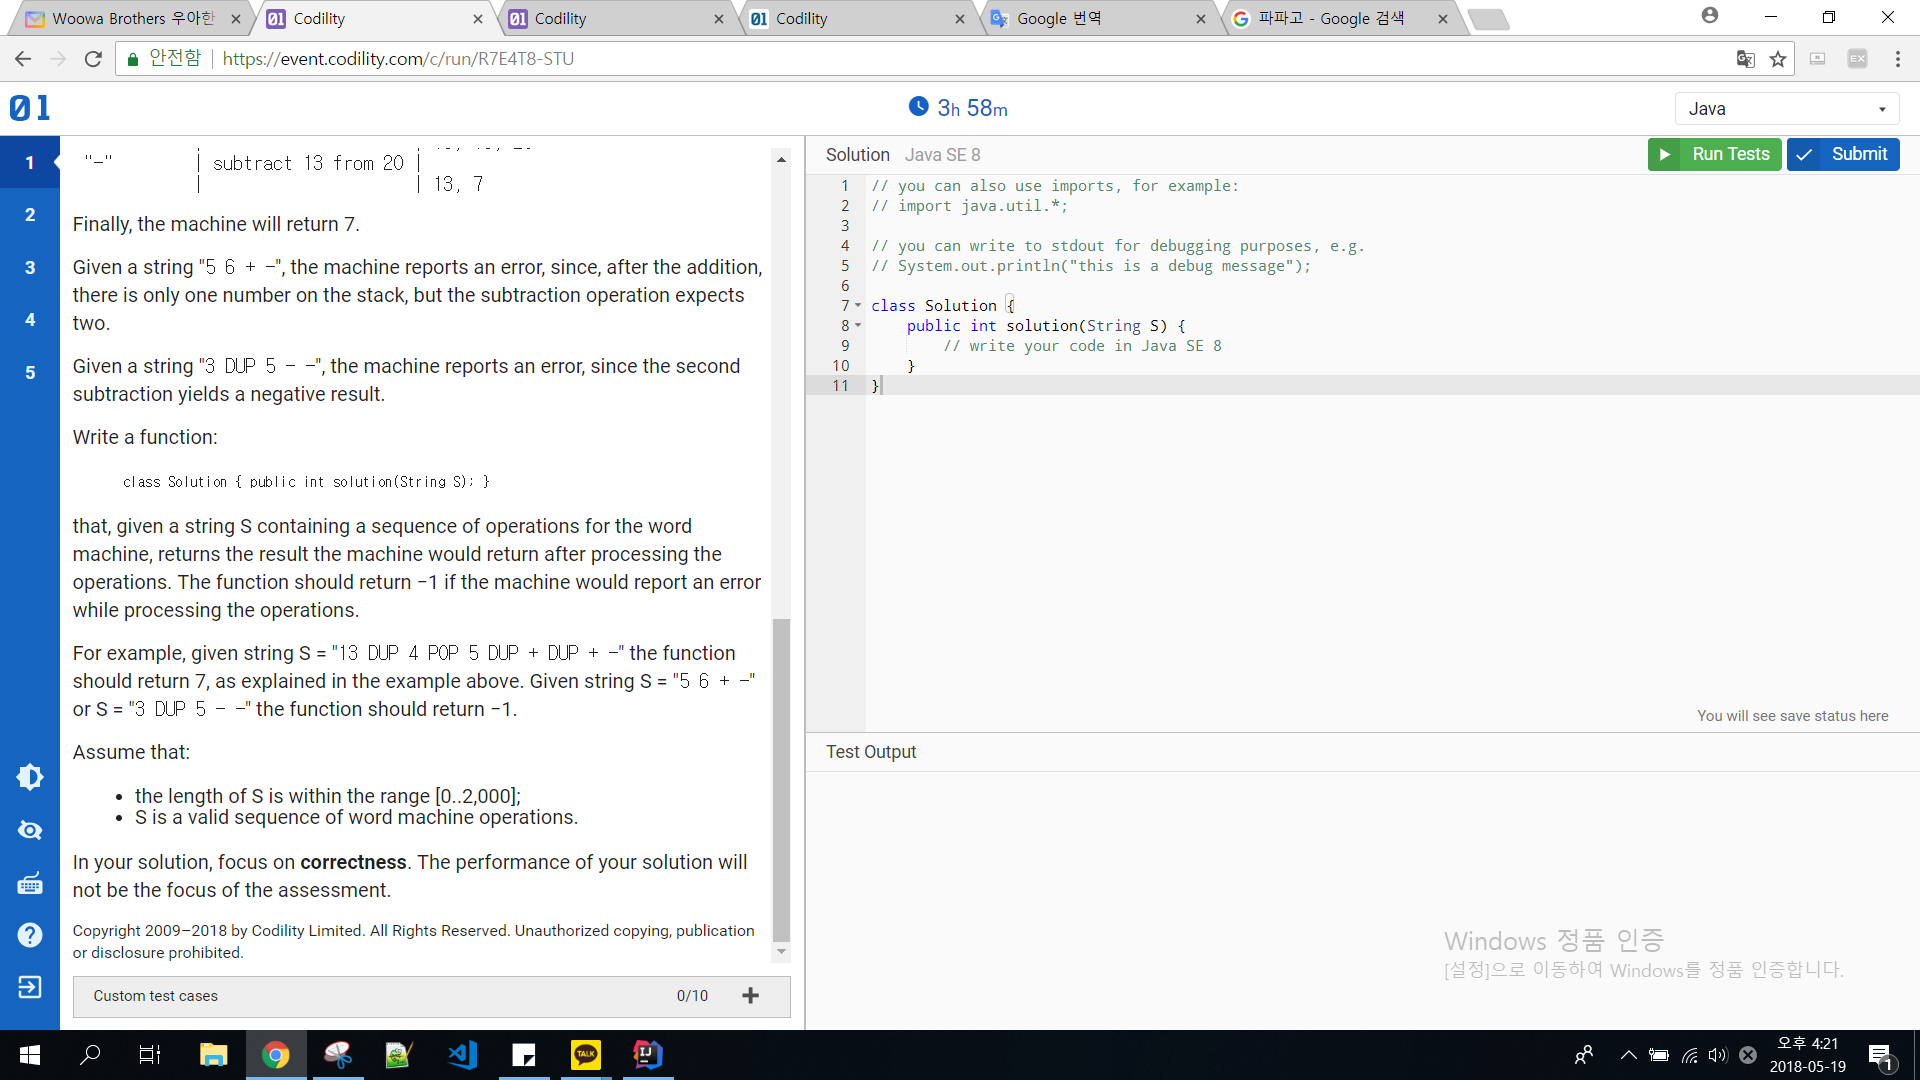 Woowa Brothers 우아한
Codility
Codility
Codility
Google 번역
파파고 - Google 검색
안전함
https://event.codility.com/c/run/R7E4T8-STU
EX
01
3h 58m
Java
1
2
3
4
5
"-" | subtract 13 from 20 |
| | 13, 7
Finally, the machine will return 7.
Given a string "5 6 + -", the machine reports an error, since, after the addition,
there is only one number on the stack, but the subtraction operation expects
two.
Given a string "3 DUP 5 - -", the machine reports an error, since the second
subtraction yields a negative result.
Write a function:
class Solution { public int solution(String S); }
that, given a string S containing a sequence of operations for the word
machine, returns the result the machine would return after processing the
operations. The function should return −1 if the machine would report an error
while processing the operations.
For example, given string S = "13 DUP 4 POP 5 DUP + DUP + -" the function
should return 7, as explained in the example above. Given string S = "5 6 + -"
or S = "3 DUP 5 - -" the function should return −1.
Assume that:
• the length of S is within the range [0..2,000];
• S is a valid sequence of word machine operations.
In your solution, focus on correctness. The performance of your solution will
not be the focus of the assessment.
Copyright 2009–2018 by Codility Limited. All Rights Reserved. Unauthorized copying, publication
or disclosure prohibited.
Custom test cases 0/10 +
Solution Java SE 8
Run Tests
Submit
1 // you can also use imports, for example:
2 // import java.util.*;
3
4 // you can write to stdout for debugging purposes, e.g.
5 // System.out.println("this is a debug message");
6
7 class Solution {
8 public int solution(String S) {
9 // write your code in Java SE 8
10 }
11 }
You will see save status here
Test Output
Windows 정품 인증
[설정]으로 이동하여 Windows를 정품 인증합니다.
TALK
IJ
오후 4:21
2018-05-19
1